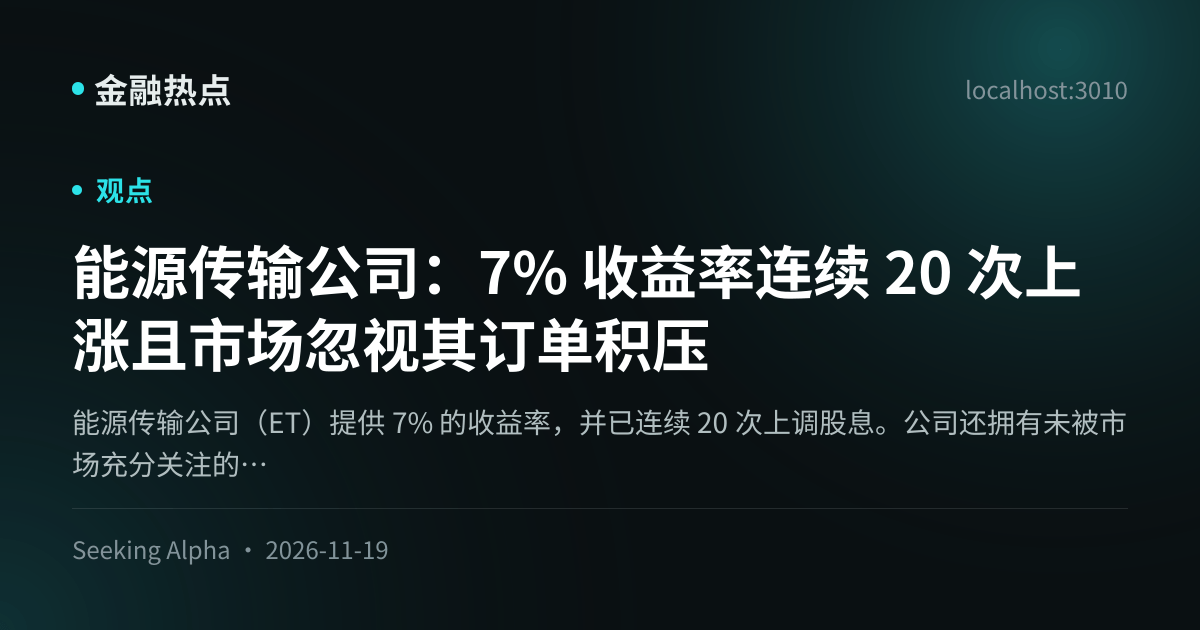 金融热点
localhost:3010
观点
能源传输公司：7% 收益率连续 20 次上
涨且市场忽视其订单积压
能源传输公司（ET）提供 7% 的收益率，并已连续 20 次上调股息。公司还拥有未被市
场充分关注的…
Seeking Alpha · 2026-11-19